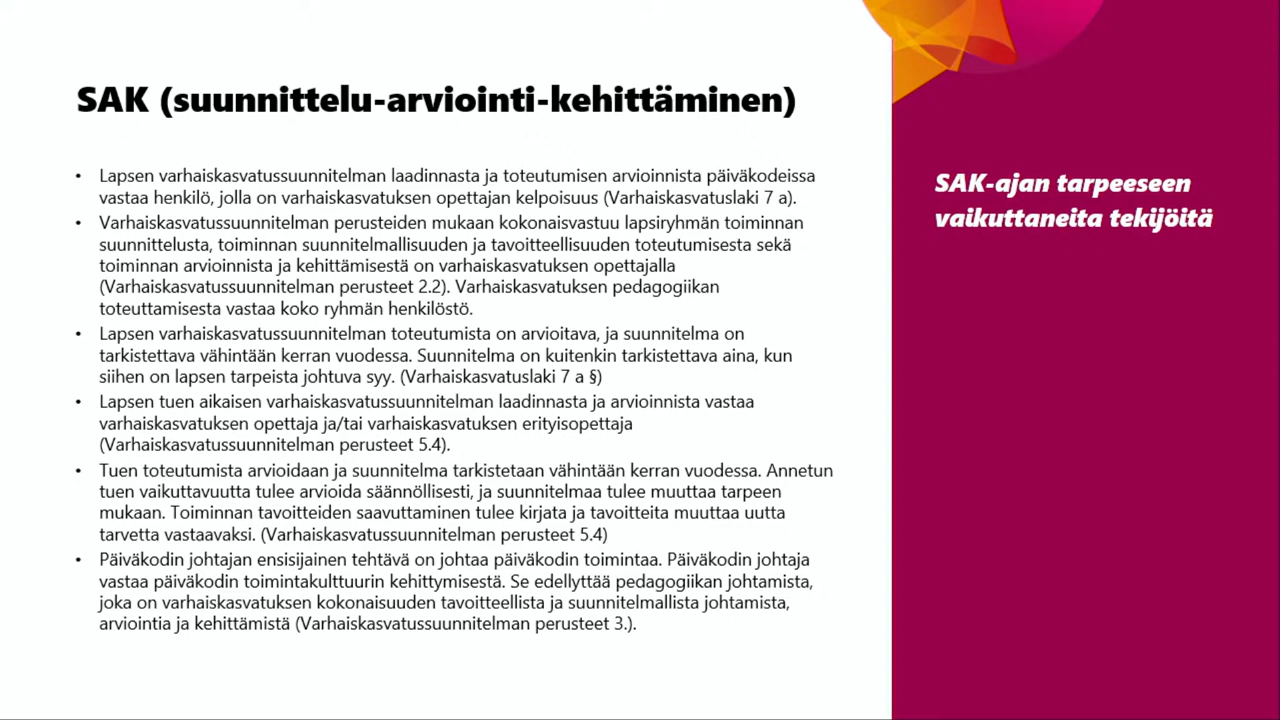 SAK (suunnittelu-arviointi-kehittäminen)
• Lapsen varhaiskasvatussuunnitelman laadinnasta ja toteutumisen arvioinnista päiväkodeissa
vastaa henkilö, jolla on varhaiskasvatuksen opettajan kelpoisuus (Varhaiskasvatuslaki 7 a).
• Varhaiskasvatussuunnitelman perusteiden mukaan kokonaisvastuu lapsiryhmän toiminnan
suunnittelusta, toiminnan suunnitelmallisuuden ja tavoitteellisuuden toteutumisesta sekä
toiminnan arvioinnista ja kehittämisestä on varhaiskasvatuksen opettajalla
(Varhaiskasvatussuunnitelman perusteet 2.2). Varhaiskasvatuksen pedagogiikan
toteuttamisesta vastaa koko ryhmän henkilöstö.
• Lapsen varhaiskasvatussuunnitelman toteutumista on arvioitava, ja suunnitelma on
tarkistettava vähintään kerran vuodessa. Suunnitelma on kuitenkin tarkistettava aina, kun
siihen on lapsen tarpeista johtuva syy. (Varhaiskasvatuslaki 7 a §)
• Lapsen tuen aikaisen varhaiskasvatussuunnitelman laadinnasta ja arvioinnista vastaa
varhaiskasvatuksen opettaja ja/tai varhaiskasvatuksen erityisopettaja
(Varhaiskasvatussuunnitelman perusteet 5.4).
• Tuen toteutumista arvioidaan ja suunnitelma tarkistetaan vähintään kerran vuodessa. Annetun
tuen vaikuttavuutta tulee arvioida säännöllisesti, ja suunnitelmaa tulee muuttaa tarpeen
mukaan. Toiminnan tavoitteiden saavuttaminen tulee kirjata ja tavoitteita muuttaa uutta
tarvetta vastaavaksi. (Varhaiskasvatussuunnitelman perusteet 5.4)
• Päiväkodin johtajan ensisijainen tehtävä on johtaa päiväkodin toimintaa. Päiväkodin johtaja
vastaa päiväkodin toimintakulttuurin kehittymisestä. Se edellyttää pedagogiikan johtamista,
joka on varhaiskasvatuksen kokonaisuuden tavoitteellista ja suunnitelmallista johtamista,
arviointia ja kehittämistä (Varhaiskasvatussuunnitelman perusteet 3.).
SAK-ajan tarpeeseen
vaikuttaneita tekijöitä